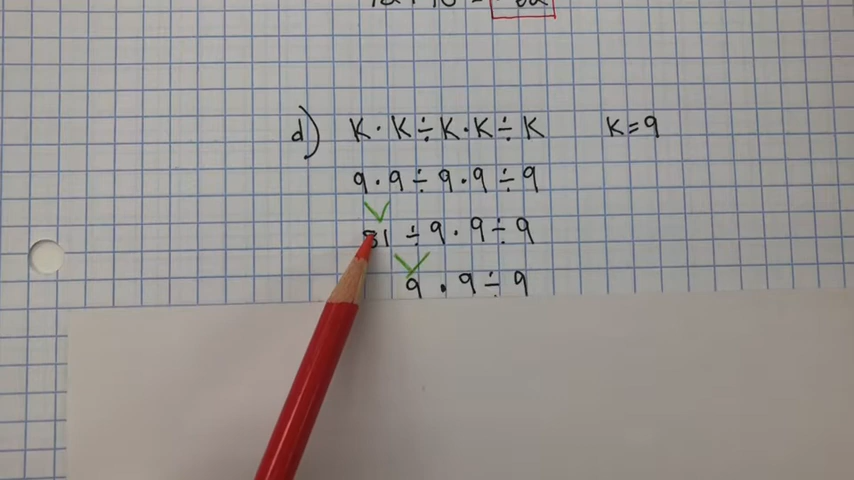 d) K · K ÷ K · K ÷ K K = 9
9 · 9 ÷ 9 · 9 ÷ 9
81 ÷ 9 · 9 ÷ 9
9 · 9 ÷ 9